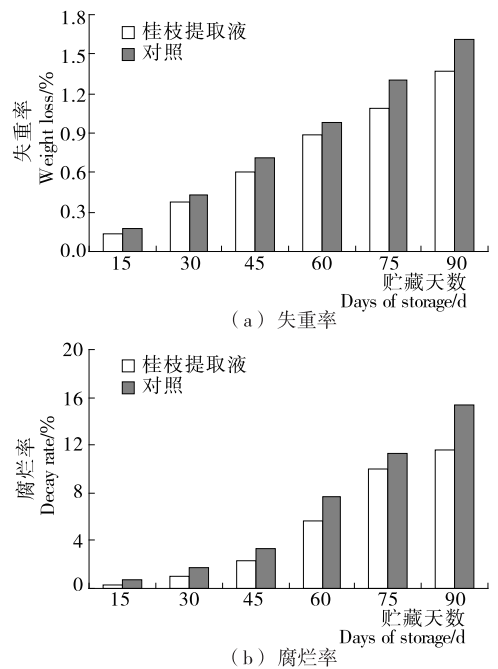 1.8
1.5
1.2
0.9
0.6
0.3
0.0
失重率
Weight loss/%
桂枝提取液
对照
15 30 45 60 75 90
贮藏天数
Days of storage/d
(a) 失重率
20
16
12
8
4
0
腐烂率
Decay rate/%
桂枝提取液
对照
15 30 45 60 75 90
贮藏天数
Days of storage/d
(b) 腐烂率